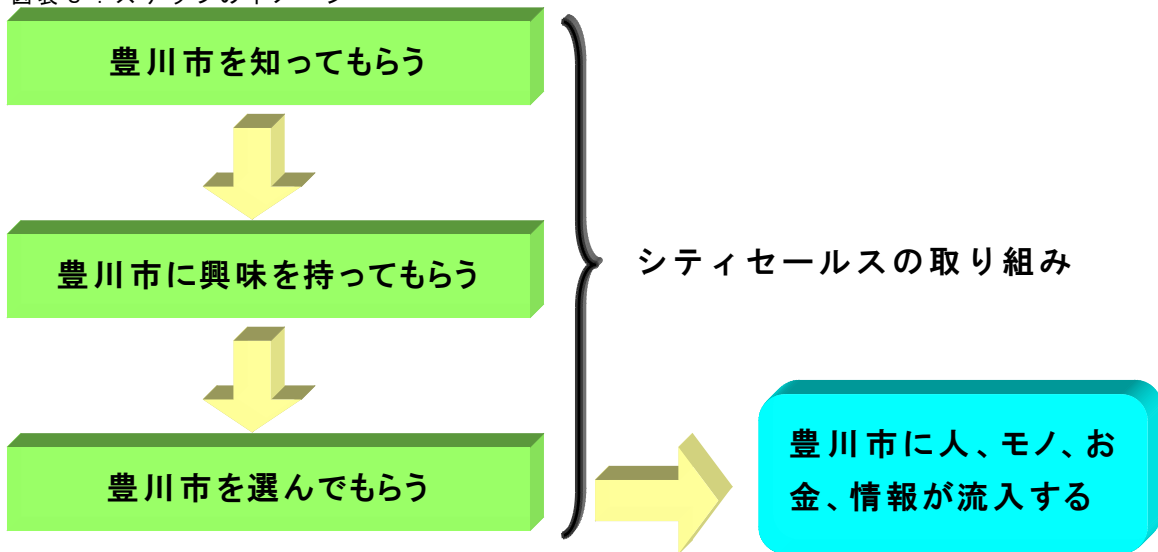 豊川市を知ってもらう
豊川市に興味を持ってもらう
シティセールスの取り組み
豊川市を選んでもらう
豊川市に人、モノ、お
金、情報が流入する